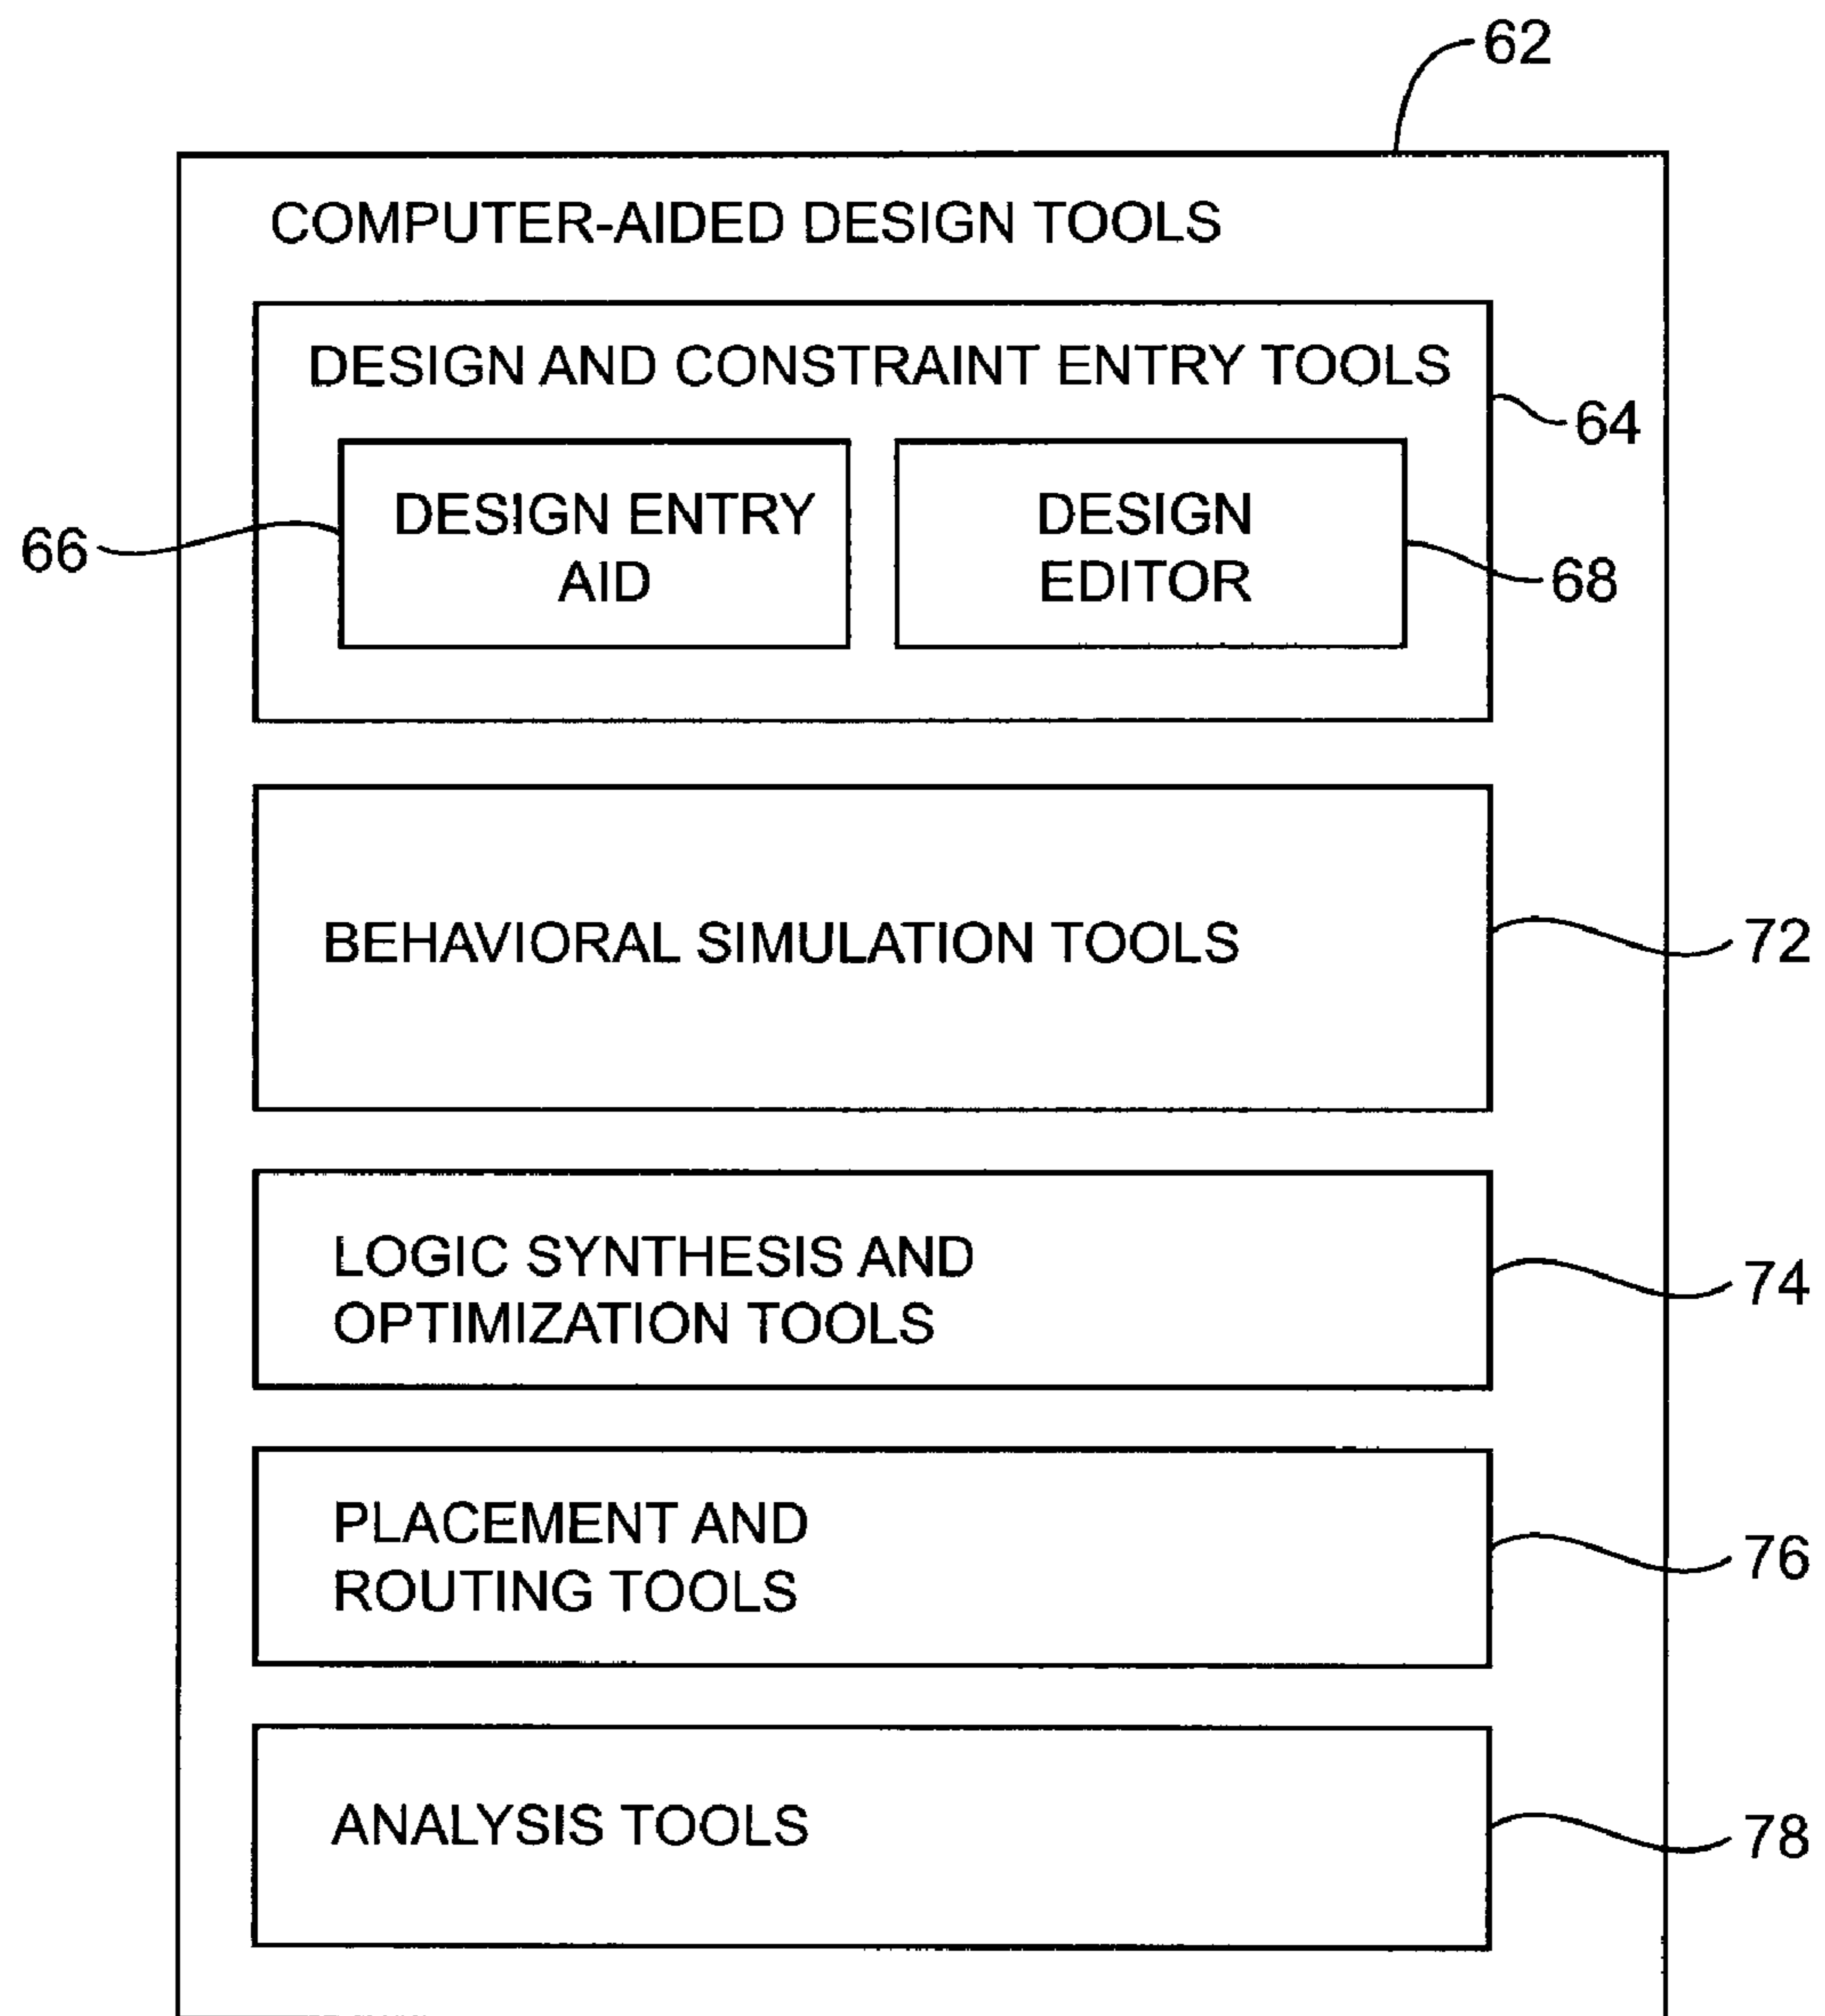 62
COMPUTER-AIDED DESIGN TOOLS
DESIGN AND CONSTRAINT ENTRY TOOLS
64
66
DESIGN ENTRY
AID
DESIGN
EDITOR
68
BEHAVIORAL SIMULATION TOOLS
72
LOGIC SYNTHESIS AND
OPTIMIZATION TOOLS
74
PLACEMENT AND
ROUTING TOOLS
76
ANALYSIS TOOLS
78